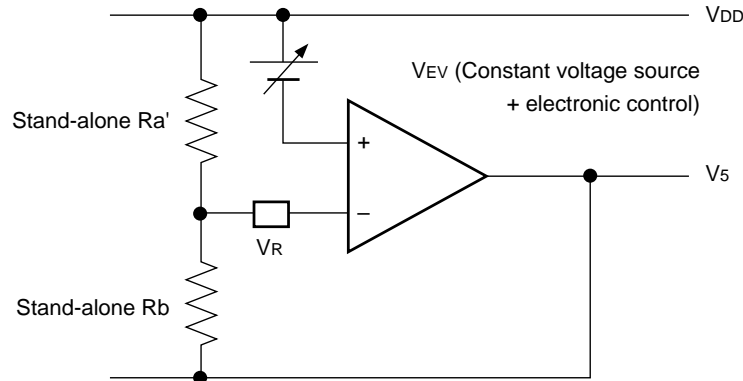 VDD
VEV (Constant voltage source
+ electronic control)
Stand-alone Ra'
+
V5
−
VR
Stand-alone Rb